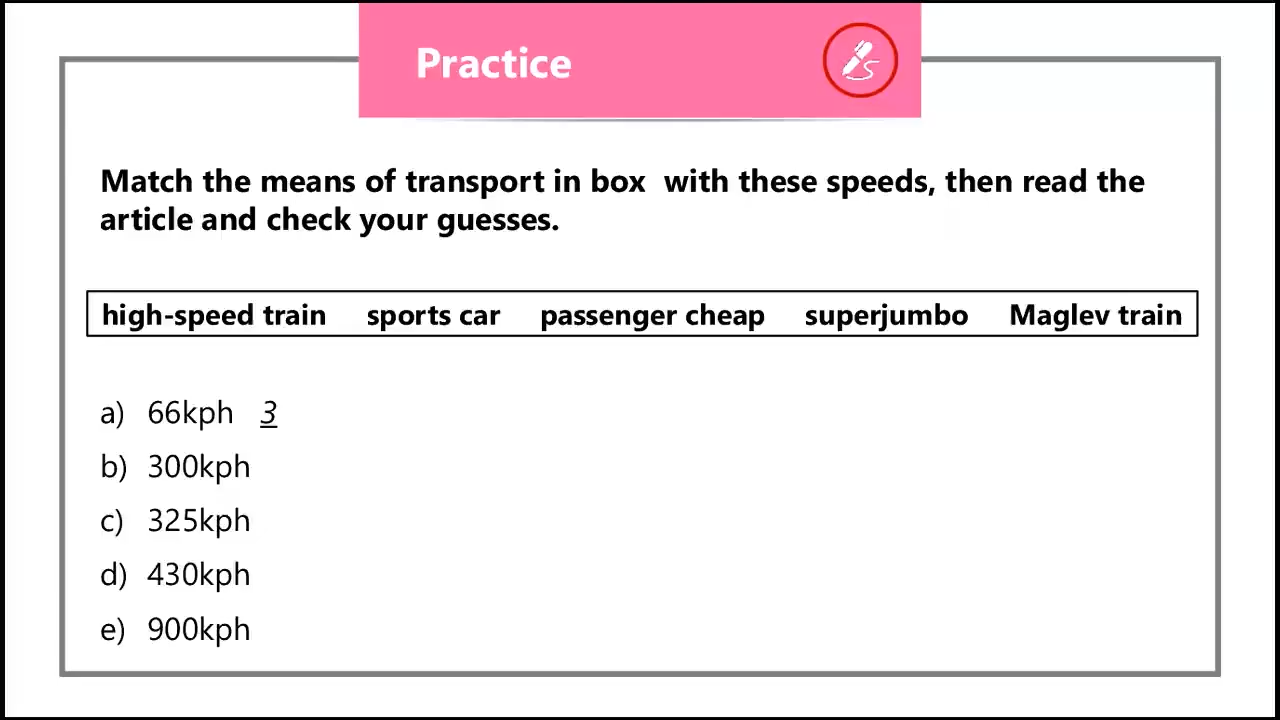 Practice
Match the means of transport in box with these speeds, then read the
article and check your guesses.
high-speed train sports car passenger cheap superjumbo Maglev train
a) 66kph 3
b) 300kph
c) 325kph
d) 430kph
e) 900kph